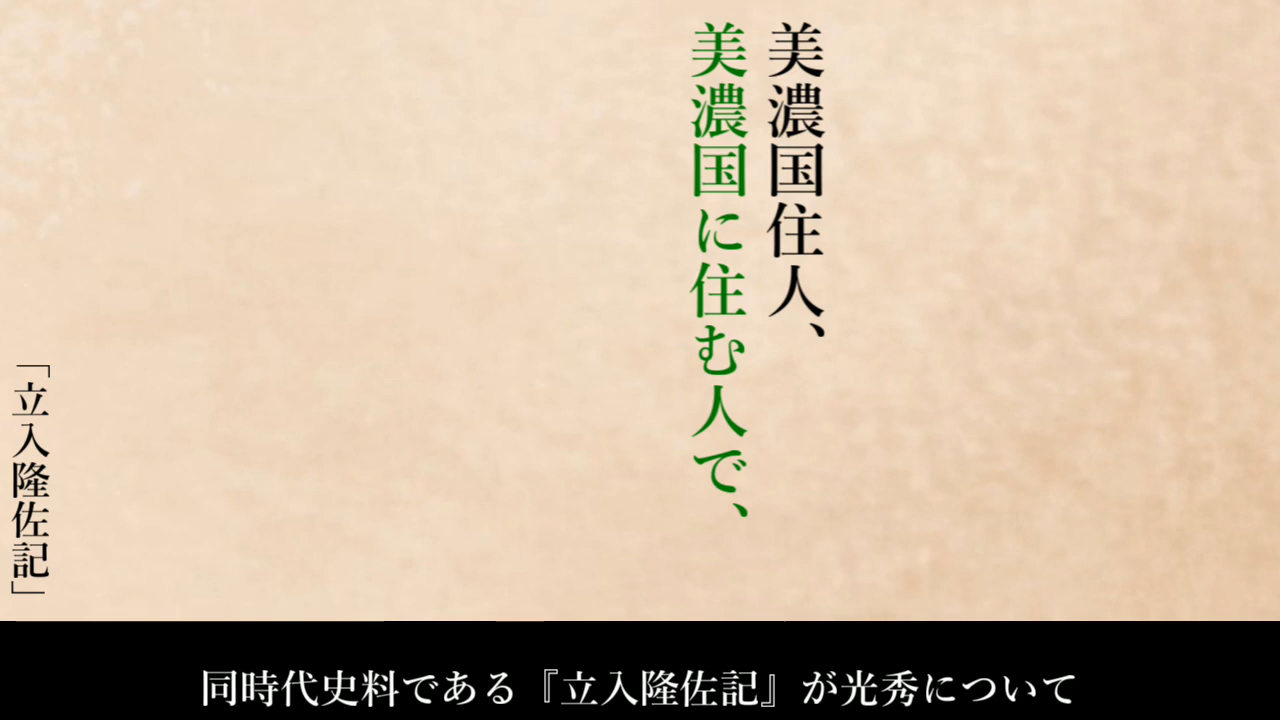 美濃国住人、
美濃国に住む人で、
「立入隆佐記」
同時代史料である『立入隆佐記』が光秀について